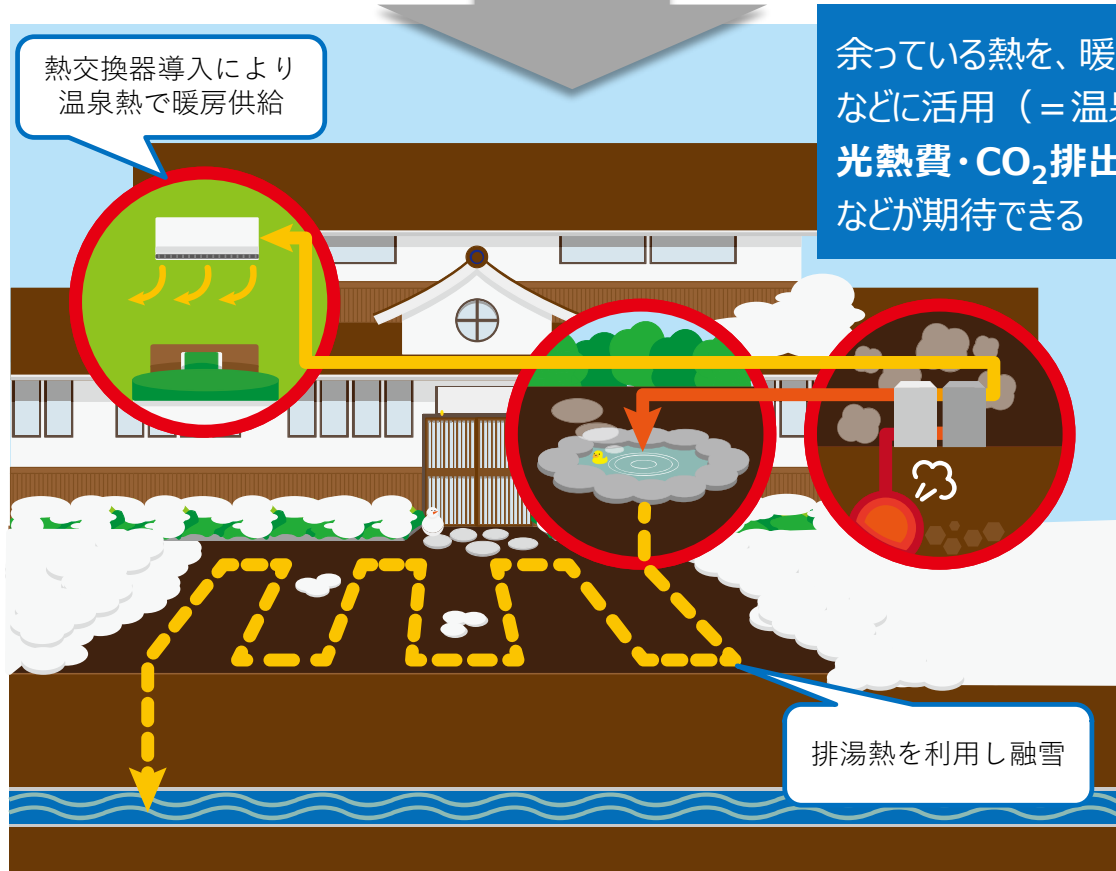 熱交換器導入により
温泉熱で暖房供給
余っている熱を、暖
などに活用（＝温泉
光熱費・CO₂排出
などが期待できる
排湯熱を利用し融雪